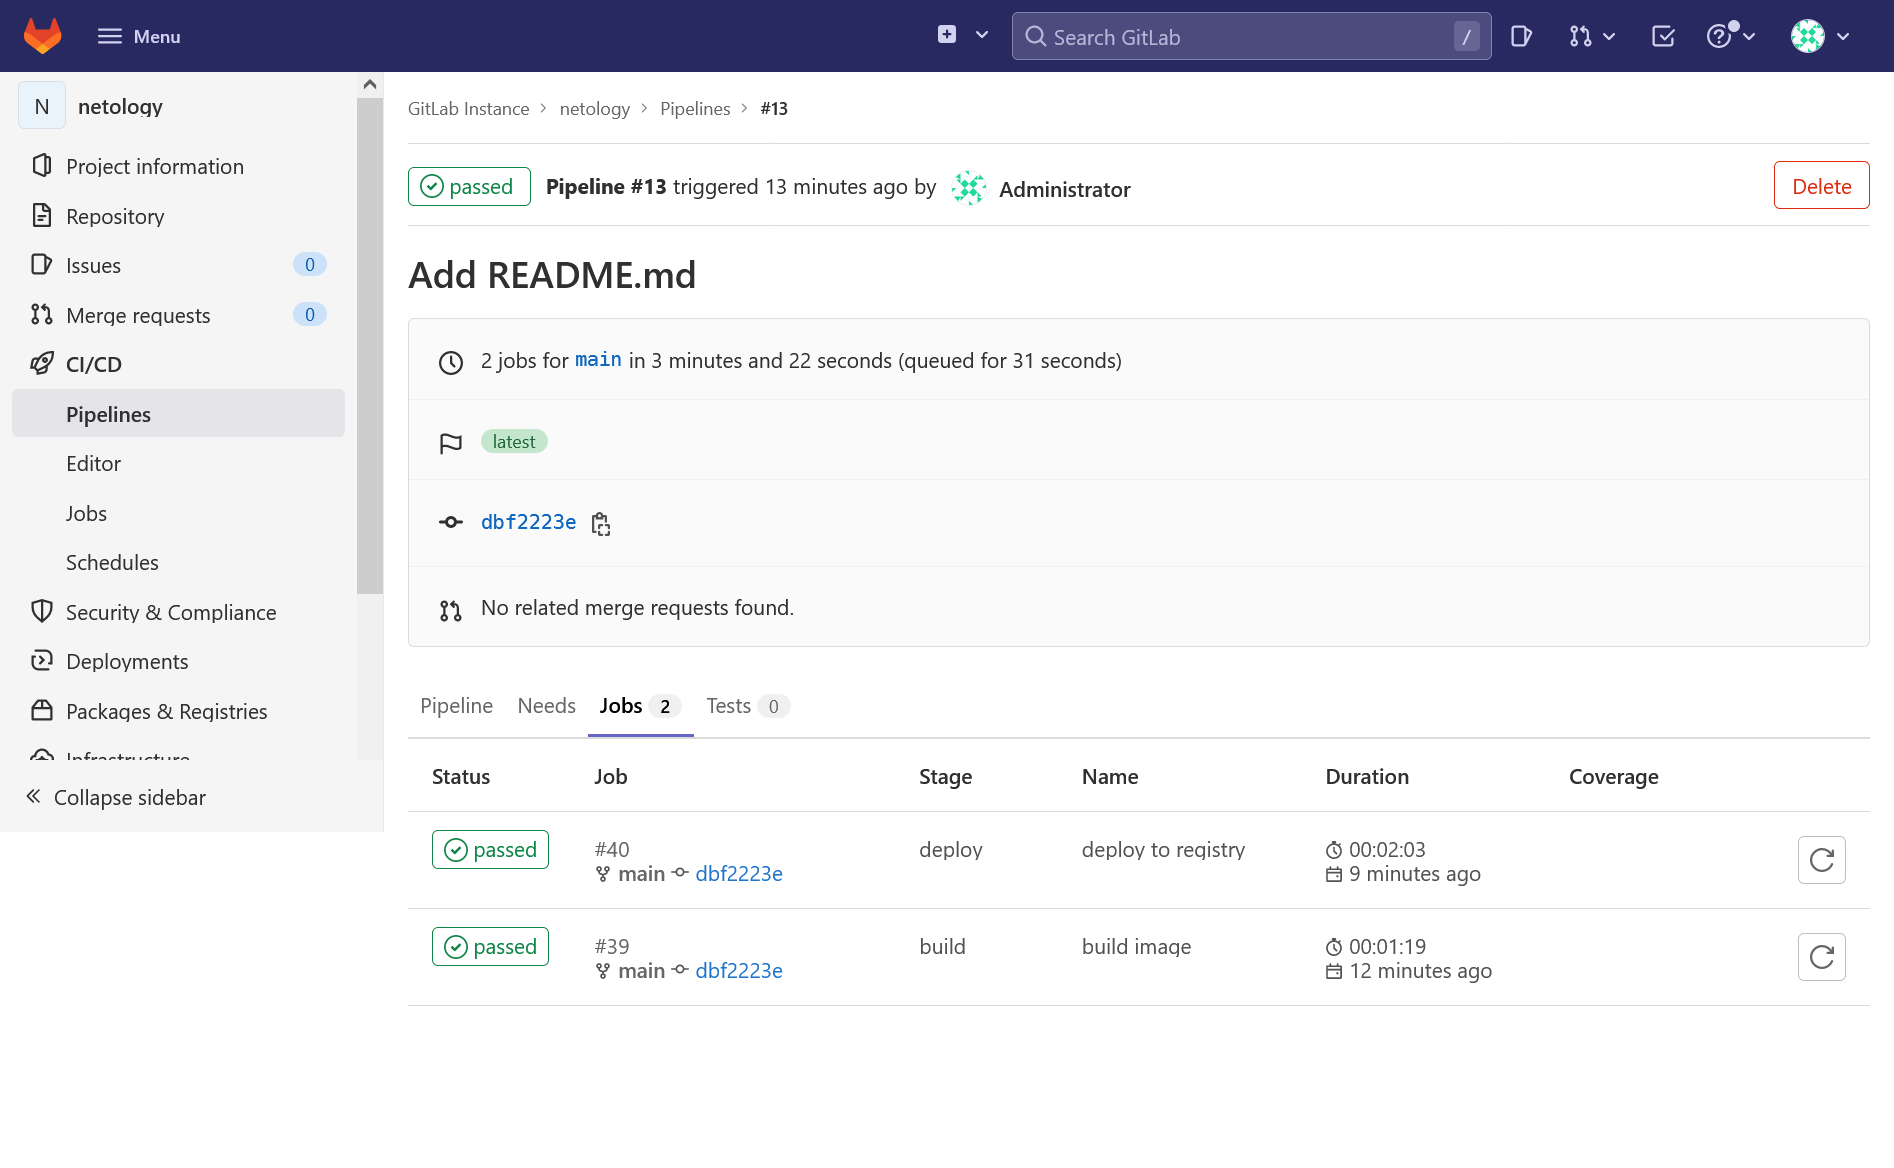 Menu
Search GitLab /
N netology
Project information
Repository
Issues 0
Merge requests 0
CI/CD
Pipelines
Editor
Jobs
Schedules
Security & Compliance
Deployments
Packages & Registries
Infrastructure
Collapse sidebar
GitLab Instance > netology > Pipelines > #13
passed Pipeline #13 triggered 13 minutes ago by Administrator
Delete
Add README.md
2 jobs for main in 3 minutes and 22 seconds (queued for 31 seconds)
latest
dbf2223e
No related merge requests found.
Pipeline Needs Jobs 2 Tests 0
Status Job Stage Name Duration Coverage
passed #40 deploy deploy to registry 00:02:03
main dbf2223e 9 minutes ago
passed #39 build build image 00:01:19
main dbf2223e 12 minutes ago